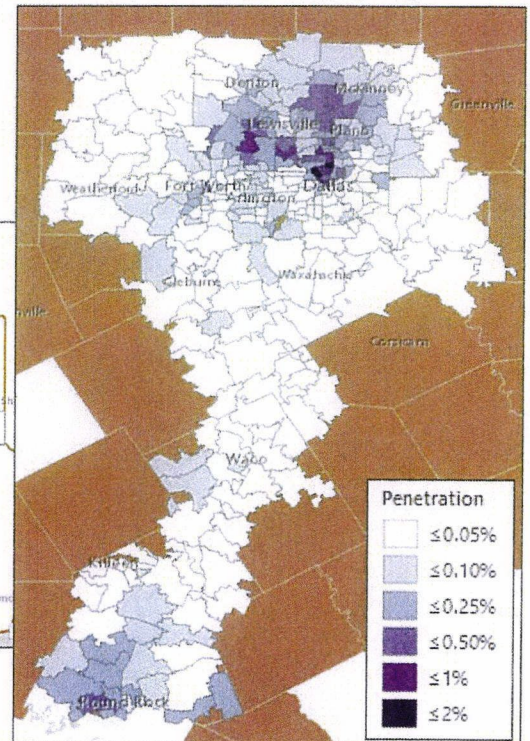 Denton
McKinney
Greenville
Lewisville
Plano
Weatherford
Fort Worth
Dallas
Arlington
Cleburne
Waxahachie
Corsicana
Waco
Killeen
Round Rock
Penetration
≤0.05%
≤0.10%
≤0.25%
≤0.50%
≤1%
≤2%